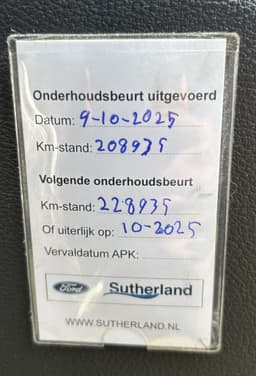 Onderhoudsbeurt uitgevoerd
Datum: 9-10-2025
Km-stand: 208935
Volgende onderhoudsbeurt
Km-stand: 228935
Of uiterlijk op: 10-2025
Vervaldatum APK:
Ford Sutherland
WWW.SUTHERLAND.NL